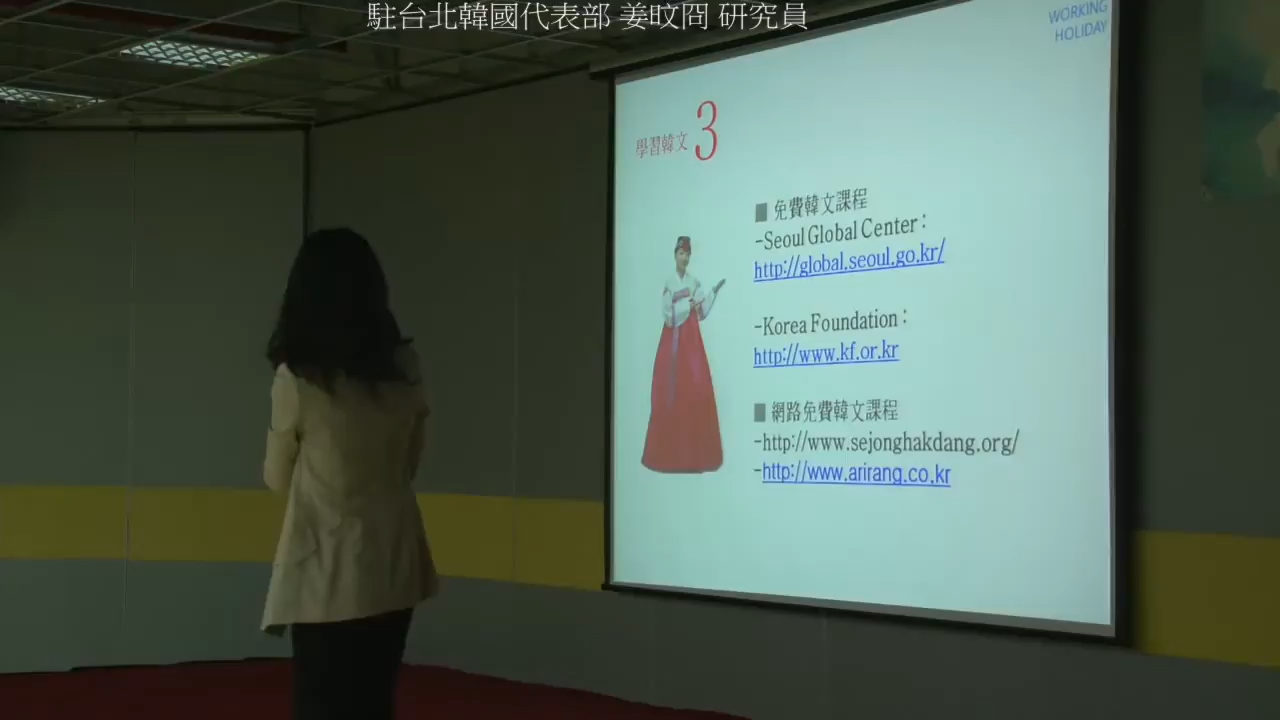 駐台北韓國代表部 姜旼冏 研究員
WORKING
HOLIDAY
學習韓文 3
■ 免費韓文課程
-Seoul Global Center :
http://global.seoul.go.kr/
-Korea Foundation :
http://www.kf.or.kr
■ 網路免費韓文課程
-http://www.sejonghakdang.org/
-http://www.arirang.co.kr